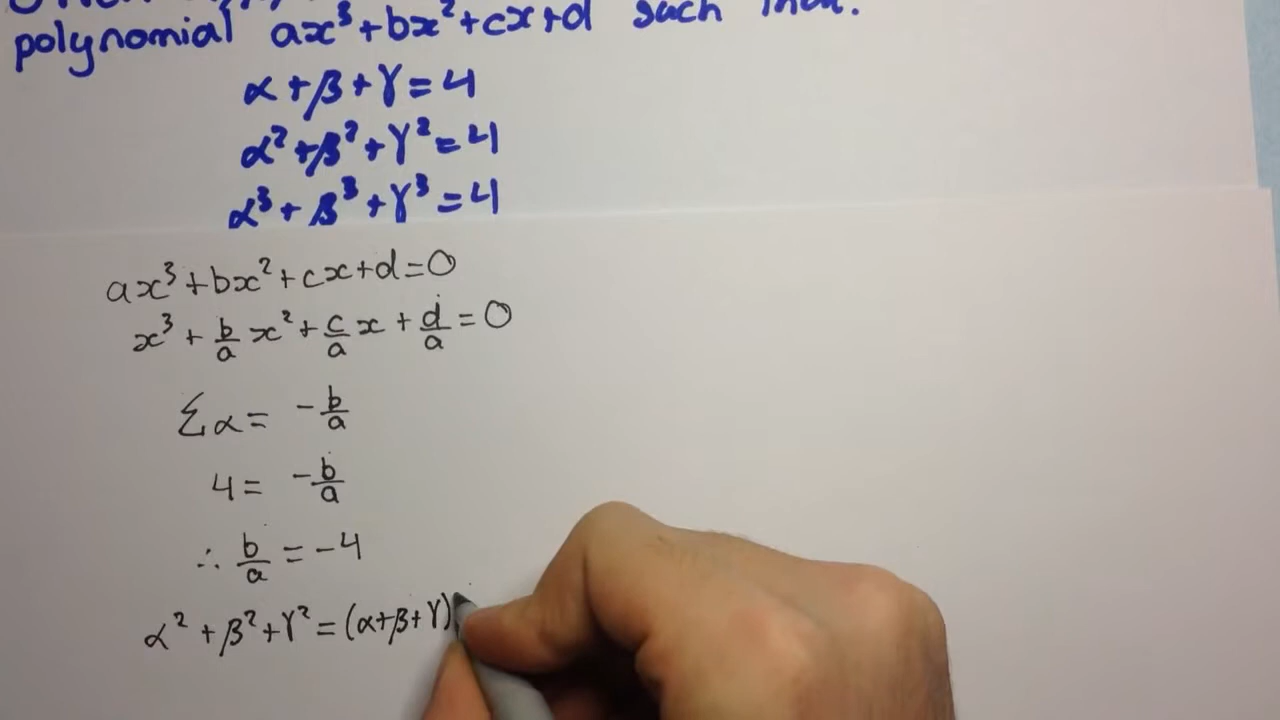 polynomial ax³+bx²+cx+d such that:
α+β+γ=4
α²+β²+γ²=4
α³+β³+γ³=4
ax³+bx²+cx+d=0
x³+b/a x²+c/a x+d/a=0
Σα= -b/a
4= -b/a
∴ b/a = -4
α²+β²+γ²=(α+β+γ)